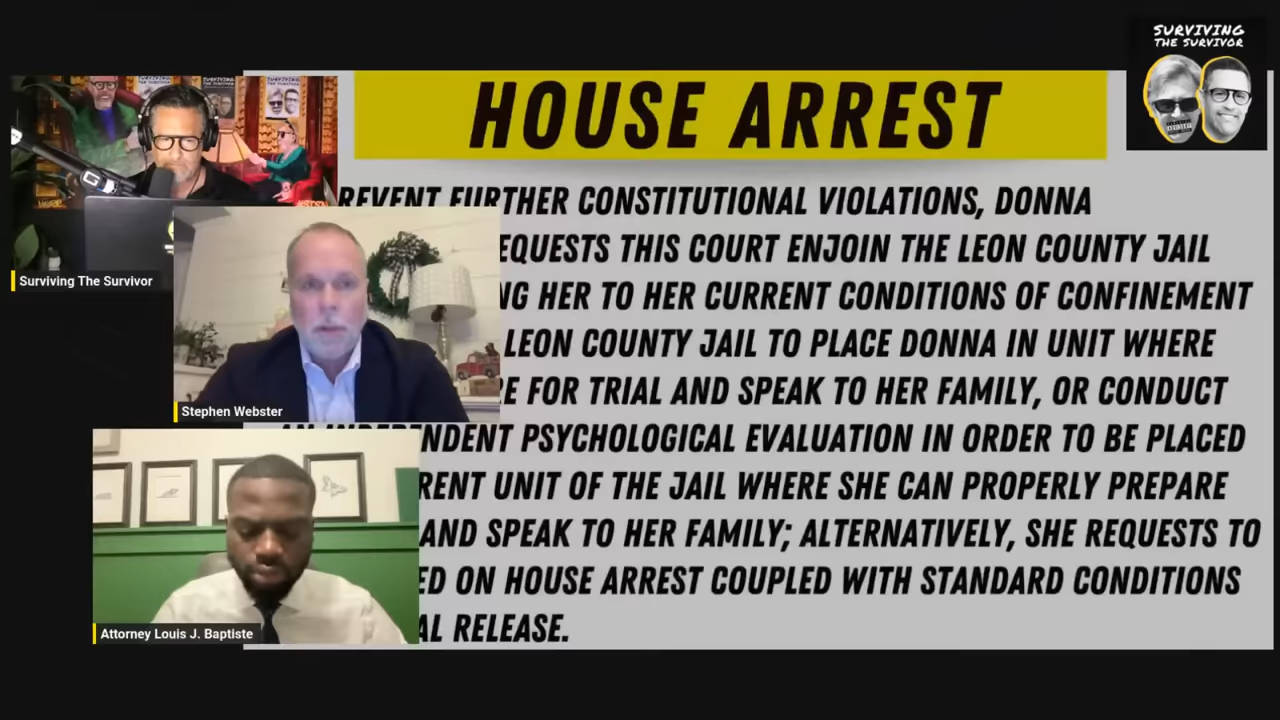 SURVIVING
THE SURVIVOR
HOUSE ARREST
REVENT FURTHER CONSTITUTIONAL VIOLATIONS, DONNA
EQUESTS THIS COURT ENJOIN THE LEON COUNTY JAIL
NG HER TO HER CURRENT CONDITIONS OF CONFINEMENT
LEON COUNTY JAIL TO PLACE DONNA IN UNIT WHERE
E FOR TRIAL AND SPEAK TO HER FAMILY, OR CONDUCT
NDENT PSYCHOLOGICAL EVALUATION IN ORDER TO BE PLACED
RENT UNIT OF THE JAIL WHERE SHE CAN PROPERLY PREPARE
AND SPEAK TO HER FAMILY; ALTERNATIVELY, SHE REQUESTS TO
ED ON HOUSE ARREST COUPLED WITH STANDARD CONDITIONS
AL RELEASE.
Surviving The Survivor
Stephen Webster
Attorney Louis J. Baptiste